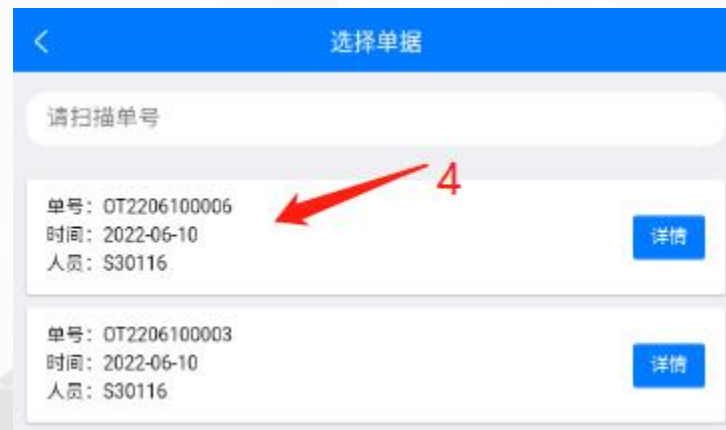 选择单据
请扫描单号
4
单号：OT2206100006
时间：2022-06-10
详情
人员：S30116
单号：OT2206100003
时间：2022-06-10
详情
人员：S30116